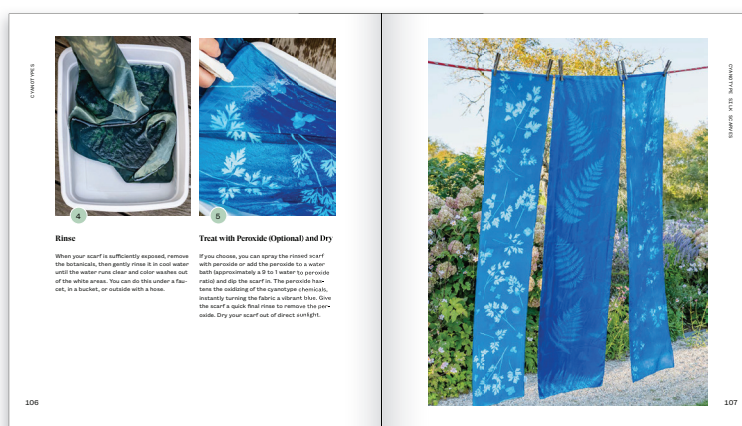 CYANOTYPES
4
Rinse
When your scarf is sufficiently exposed, remove
the botanicals, then gently rinse it in cool water
until the water runs clear and color washes out
of the white areas. You can do this under a fau-
cet, in a bucket, or outside with a hose.
5
Treat with Peroxide (Optional) and Dry
If you choose, you can spray the rinsed scarf
with peroxide or add the peroxide to a water
bath (approximately a 9 to 1 water to peroxide
ratio) and dip the scarf in. The peroxide has-
tens the oxidizing of the cyanotype chemicals,
instantly turning the fabric a vibrant blue. Give
the scarf a quick final rinse to remove the per-
oxide. Dry your scarf out of direct sunlight.
106
CYANOTYPE SILK SCARVES
107